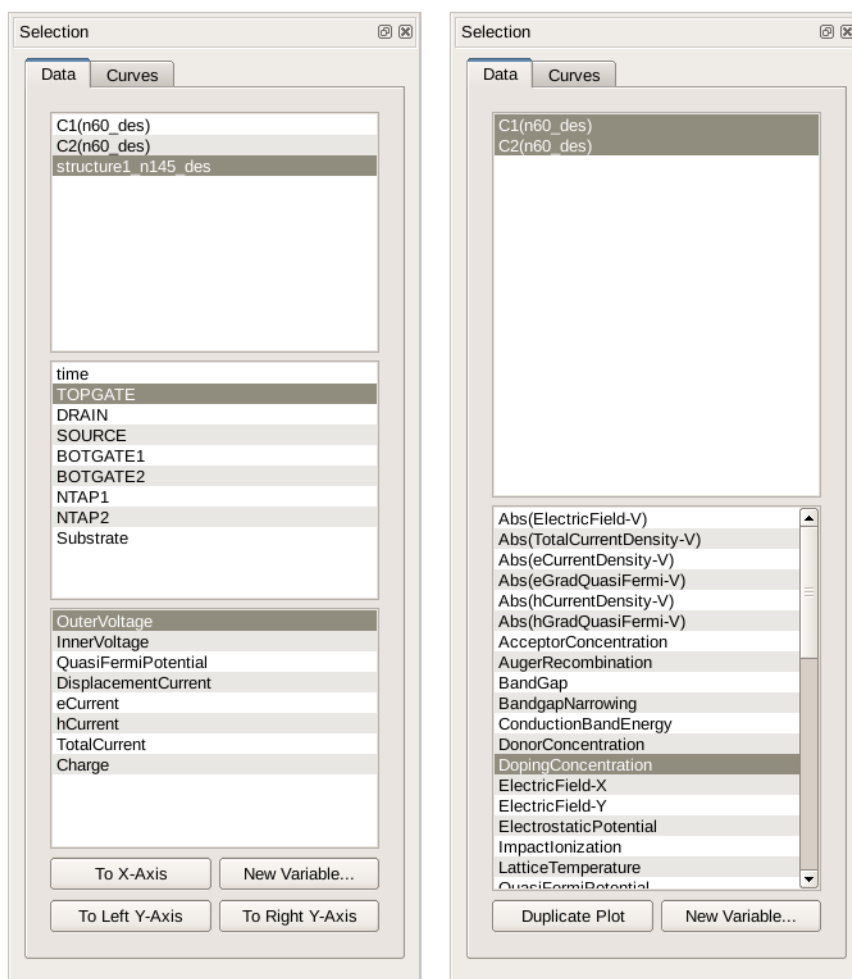 Selection
Data Curves
C1(n60_des)
C2(n60_des)
structure1_n145_des
time
TOPGATE
DRAIN
SOURCE
BOTGATE1
BOTGATE2
NTAP1
NTAP2
Substrate
OuterVoltage
InnerVoltage
QuasiFermiPotential
DisplacementCurrent
eCurrent
hCurrent
TotalCurrent
Charge
To X-Axis New Variable...
To Left Y-Axis To Right Y-Axis
Selection
Data Curves
C1(n60_des)
C2(n60_des)
Abs(ElectricField-V)
Abs(TotalCurrentDensity-V)
Abs(eCurrentDensity-V)
Abs(eGradQuasiFermi-V)
Abs(hCurrentDensity-V)
Abs(hGradQuasiFermi-V)
AcceptorConcentration
AugerRecombination
BandGap
BandgapNarrowing
ConductionBandEnergy
DonorConcentration
DopingConcentration
ElectricField-X
ElectricField-Y
ElectrostaticPotential
ImpactIonization
LatticeTemperature
QuasiFermiPotential
Duplicate Plot New Variable...